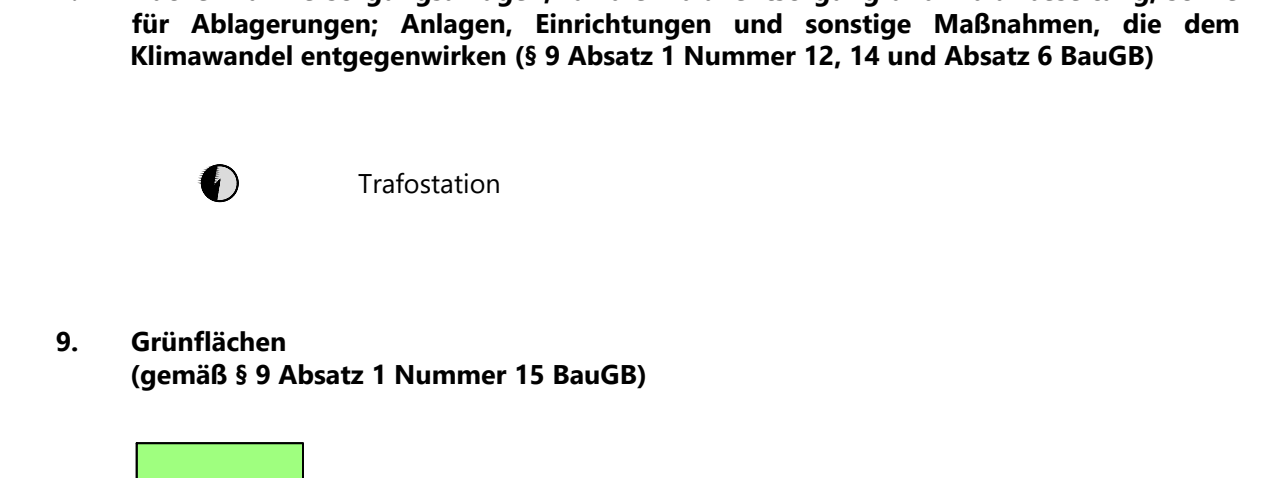 für Ablagerungen; Anlagen, Einrichtungen und sonstige Maßnahmen, die dem
Klimawandel entgegenwirken (§ 9 Absatz 1 Nummer 12, 14 und Absatz 6 BauGB)
Trafostation
9. Grünflächen
(gemäß § 9 Absatz 1 Nummer 15 BauGB)